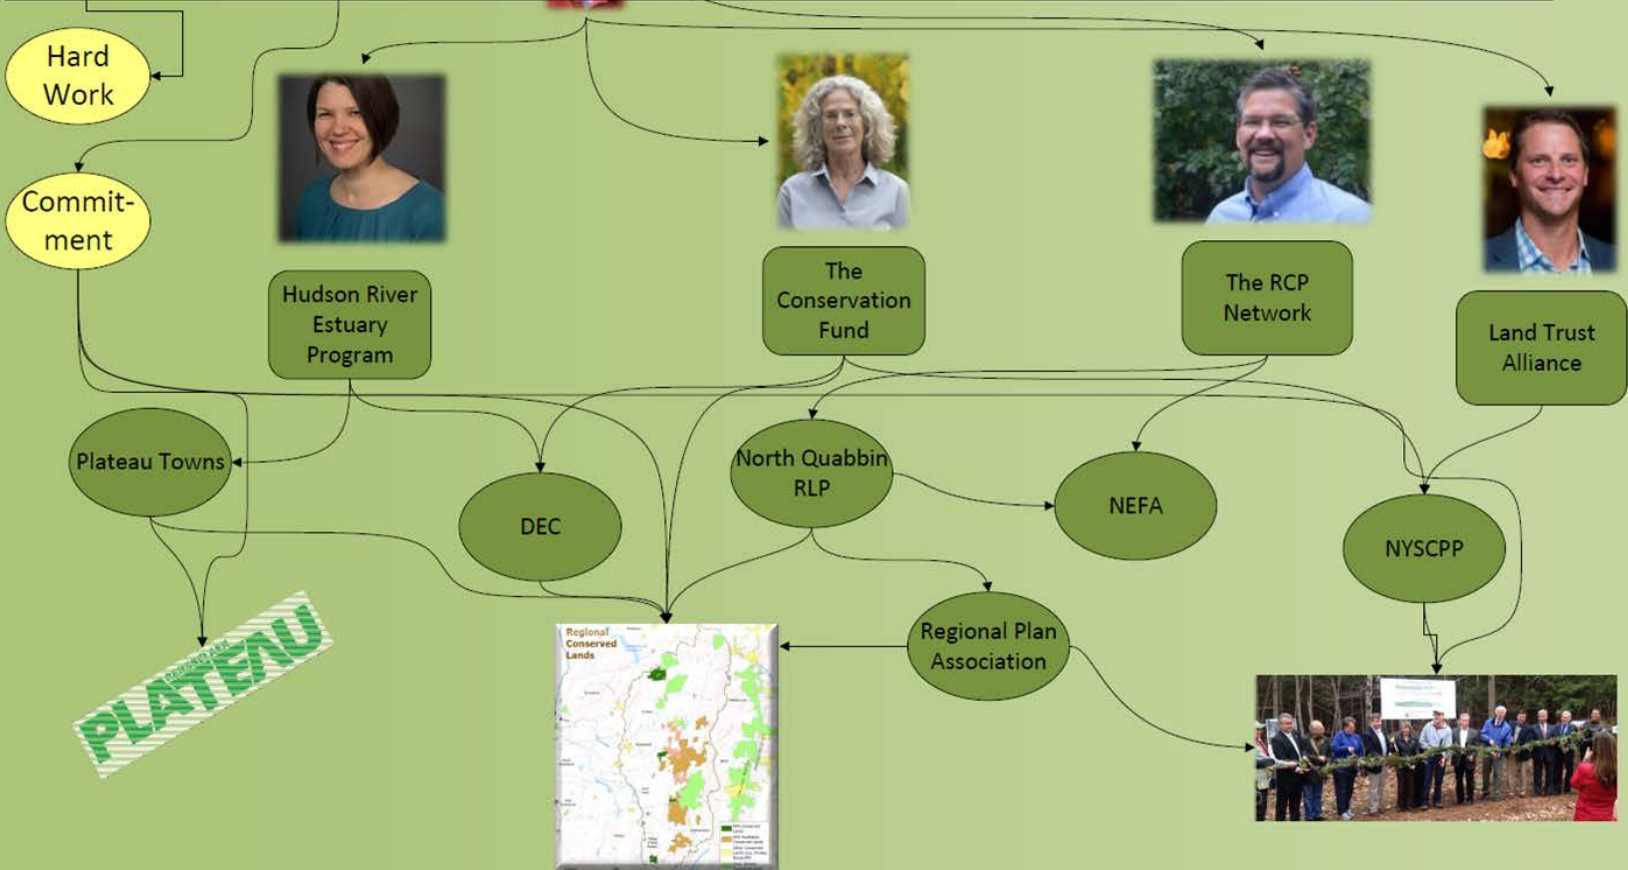 Hard
Work
Commit-
ment
Hudson River
Estuary
Program
The
Conservation
Fund
The RCP
Network
Land Trust
Alliance
Plateau Towns
DEC
North Quabbin
RLP
NEFA
NYSCPP
Regional Plan
Association
PLATEAU
Regional
Conserved
Lands